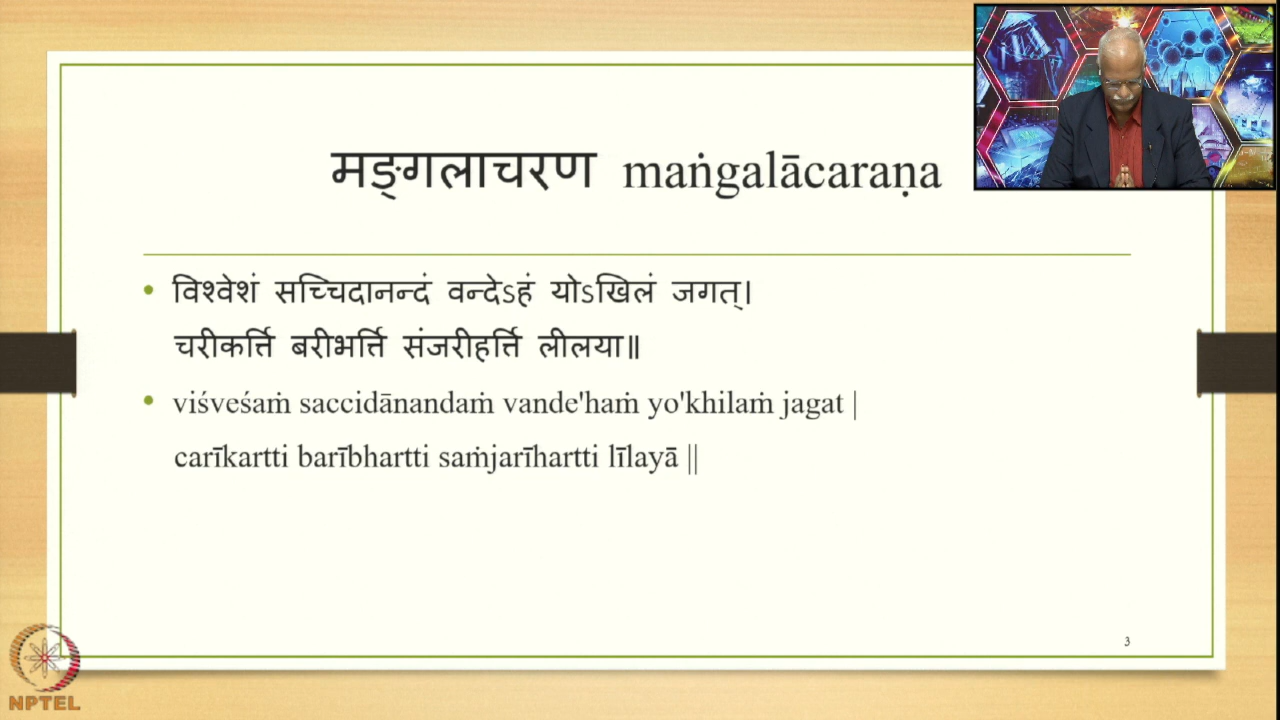 मङ्गलाचरण maṅgalācaraṇa
विश्वेशं सच्चिदानन्दं वन्देऽहं योऽखिलं जगत्।
चरीकर्त्ति बरीभर्त्ति संजरीहर्त्ति लीलया॥
viśveśaṁ saccidānandaṁ vande'haṁ yo'khilaṁ jagat |
carīkartti barībhartti saṁjarīhartti līlayā ||
3
NPTEL